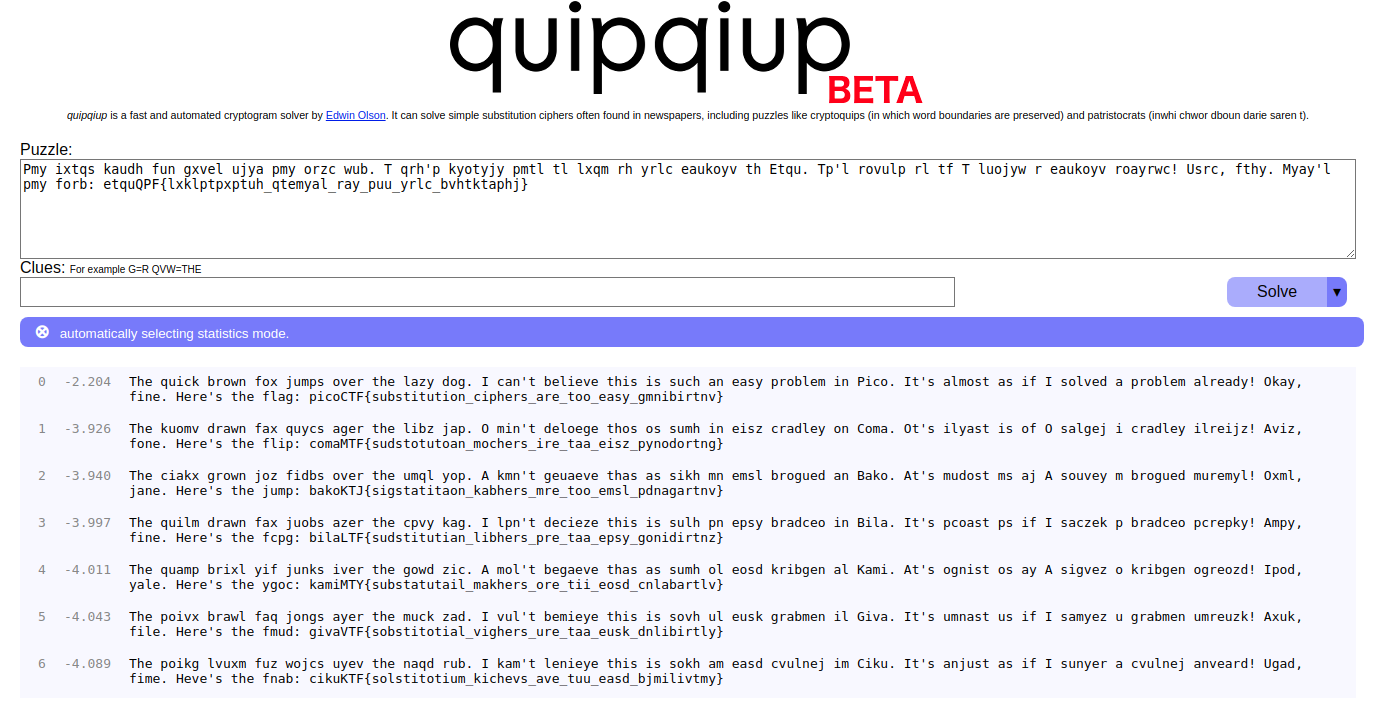 quipqiup
BETA
quipqiup is a fast and automated cryptogram solver by Edwin Olson. It can solve simple substitution ciphers often found in newspapers, including puzzles like cryptoquips (in which word boundaries are preserved) and patristocrats (inwhi chwor dboun darie saren t).
Puzzle:
Pmy ixtqs kaudh fun gxvel ujya pmy orzc wub. T qrh'p kyotyjy pmtl tl lxqm rh yrlc eaukoyv th Etqu. Tp'l rovulp rl tf T luojyw r eaukoyv roayrwc! Usrc, fthy. Myay'l
pmy forb: etquQPF{lxklptpxptuh_qtemyal_ray_puu_yrlc_bvhtktaphj}
Clues: For example G=R QVW=THE
Solve ▼
⊗ automatically selecting statistics mode.
0 -2.204 The quick brown fox jumps over the lazy dog. I can't believe this is such an easy problem in Pico. It's almost as if I solved a problem already! Okay,
fine. Here's the flag: picoCTF{substitution_ciphers_are_too_easy_gmnibirtnv}
1 -3.926 The kuomv drawn fax quycs ager the libz jap. O min't deloege thos os sumh in eisz cradley on Coma. Ot's ilyast is of O salgej i cradley ilreijz! Aviz,
fone. Here's the flip: comaMTF{sudstotutoan_mochers_ire_taa_eisz_pynodortng}
2 -3.940 The ciakx grown joz fidbs over the umql yop. A kmn't geuaeve thas as sikh mn emsl brogued an Bako. At's mudost ms aj A souvey m brogued muremyl! Oxml,
jane. Here's the jump: bakoKTJ{sigstatitaon_kabhers_mre_too_emsl_pdnagartnv}
3 -3.997 The quilm drawn fax juobs azer the cpvy kag. I lpn't decieze this is sulh pn epsy bradceo in Bila. It's pcoast ps if I saczek p bradceo pcrepky! Ampy,
fine. Here's the fcpg: bilaLTF{sudstitutian_libhers_pre_taa_epsy_gonidirtnz}
4 -4.011 The quamp brixl yif junks iver the gowd zic. A mol't begaeve thas as sumh ol eosd kribgen al Kami. At's ognist os ay A sigvez o kribgen ogreozd! Ipod,
yale. Here's the ygoc: kamiMTY{substatutail_makhers_ore_tii_eosd_cnlabartlv}
5 -4.043 The poivx brawl faq jongs ayer the muck zad. I vul't bemieye this is sovh ul eusk grabmen il Giva. It's umnast us if I samyez u grabmen umreuzk! Axuk,
file. Here's the fmud: givaVTF{sobstitotial_vighers_ure_taa_eusk_dnlibirtly}
6 -4.089 The poikg lvuxm fuz wojcs uyev the naqd rub. I kam't lenieye this is sokh am easd cvulnej im Ciku. It's anjust as if I sunyer a cvulnej anveard! Ugad,
fime. Heve's the fnab: cikuKTF{solstitotium_kichevs_ave_tuu_easd_bjmilivtmy}